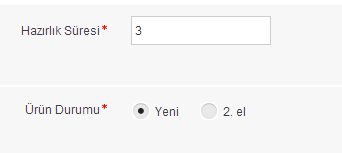 Hazırlık Süresi* 3
Ürün Durumu* Yeni 2. el